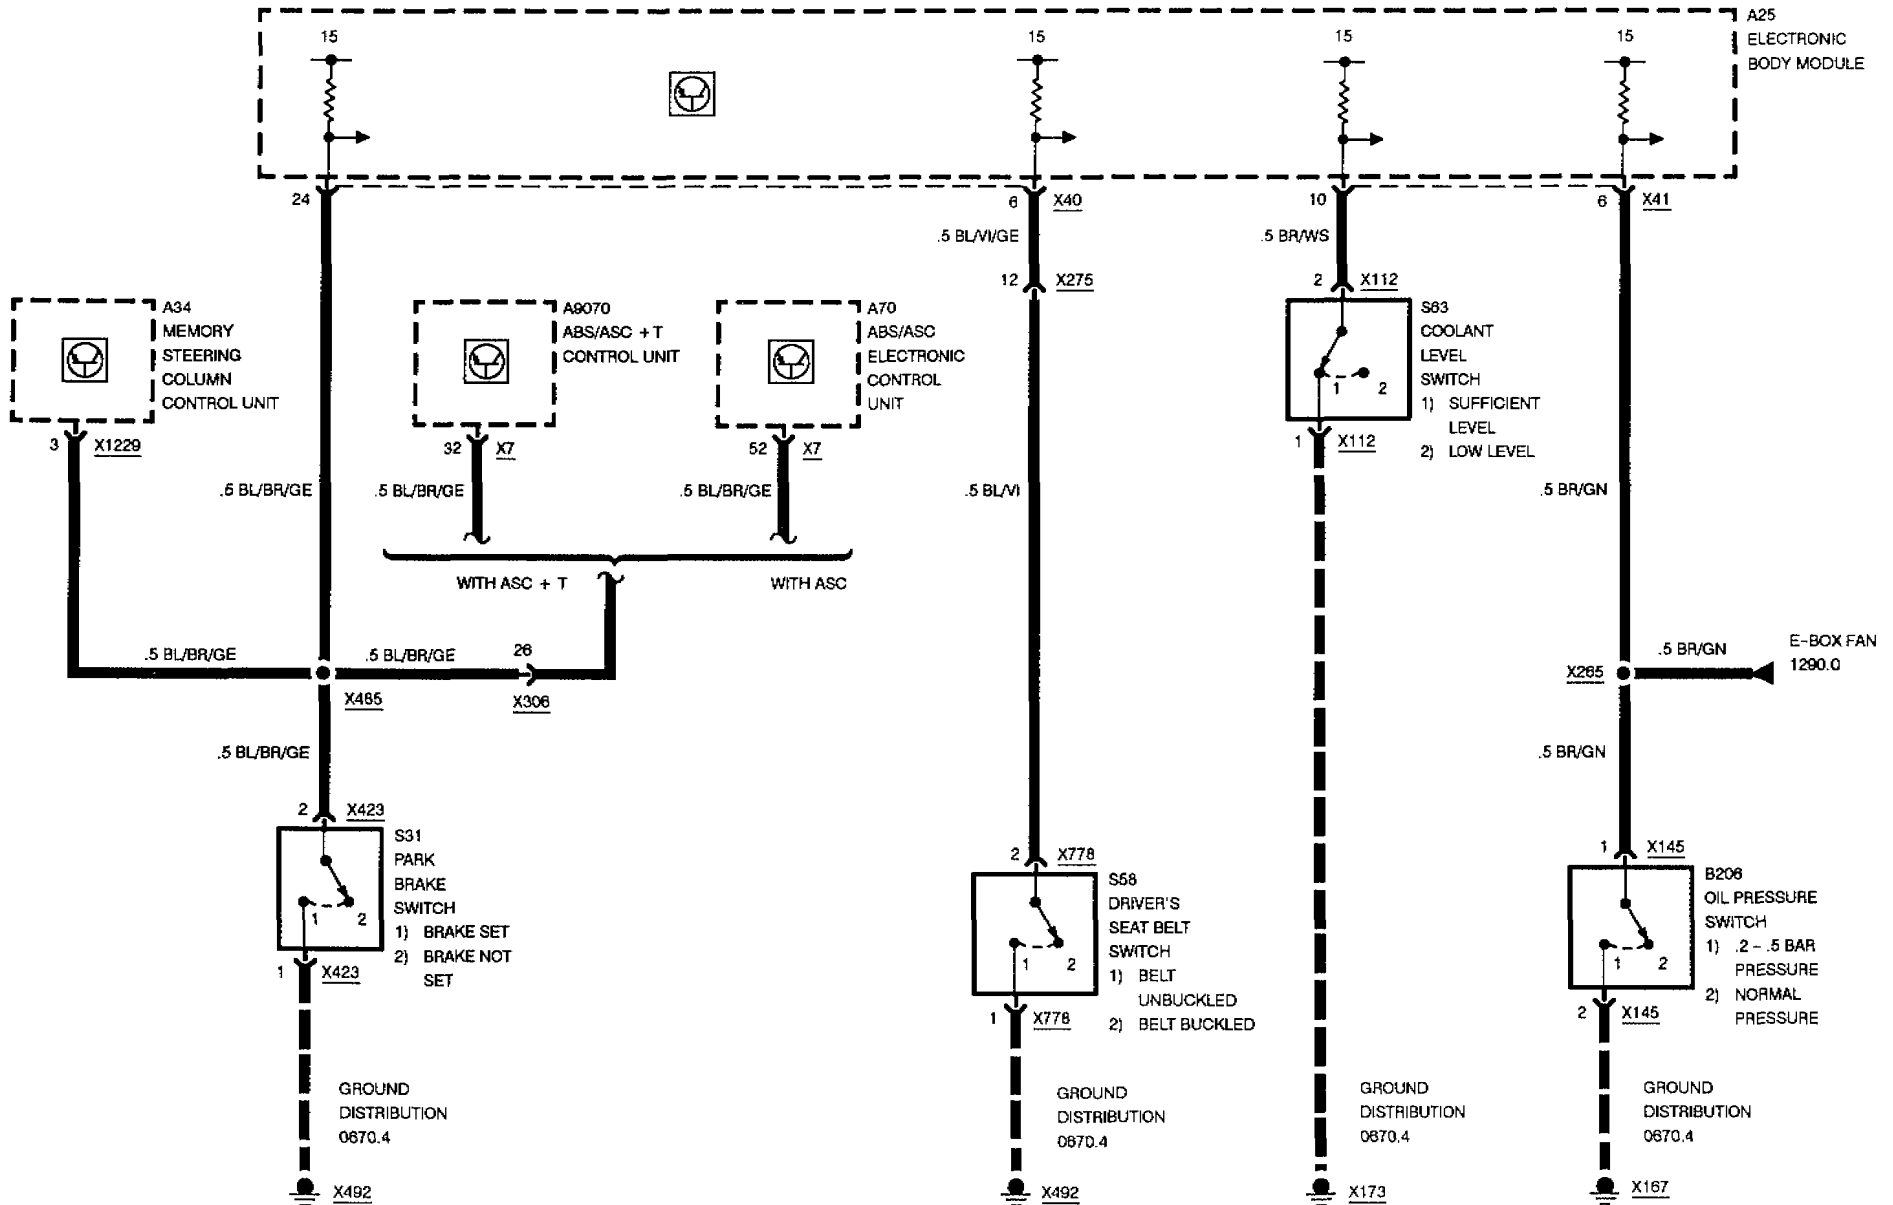 A25
ELECTRONIC
BODY MODULE
15
15
15
15
24
6
X40
10
6
X41
.5 BL/VI/GE
.5 BR/WS
12
X275
2
X112
A34
MEMORY
STEERING
COLUMN
CONTROL UNIT
A9070
ABS/ASC + T
CONTROL UNIT
A70
ABS/ASC
ELECTRONIC
CONTROL
UNIT
S63
COOLANT
LEVEL
SWITCH
1) SUFFICIENT
LEVEL
2) LOW LEVEL
1
2
3
X1229
32
X7
52
X7
1
X112
.5 BL/BR/GE
.5 BL/BR/GE
.5 BL/BR/GE
.5 BL/VI
.5 BR/GN
WITH ASC + T
WITH ASC
.5 BL/BR/GE
.5 BL/BR/GE
26
X465
X306
X265
.5 BR/GN
E-BOX FAN
1290.0
.5 BL/BR/GE
.5 BR/GN
2
X423
S31
PARK
BRAKE
SWITCH
1) BRAKE SET
2) BRAKE NOT
SET
1
2
1
X423
2
X778
S58
DRIVER'S
SEAT BELT
SWITCH
1) BELT
UNBUCKLED
2) BELT BUCKLED
1
2
1
X778
1
X145
B206
OIL PRESSURE
SWITCH
1) .2 - .5 BAR
PRESSURE
2) NORMAL
PRESSURE
1
2
2
X145
GROUND
DISTRIBUTION
0670.4
GROUND
DISTRIBUTION
0670.4
GROUND
DISTRIBUTION
0670.4
GROUND
DISTRIBUTION
0670.4
X492
X492
X173
X167